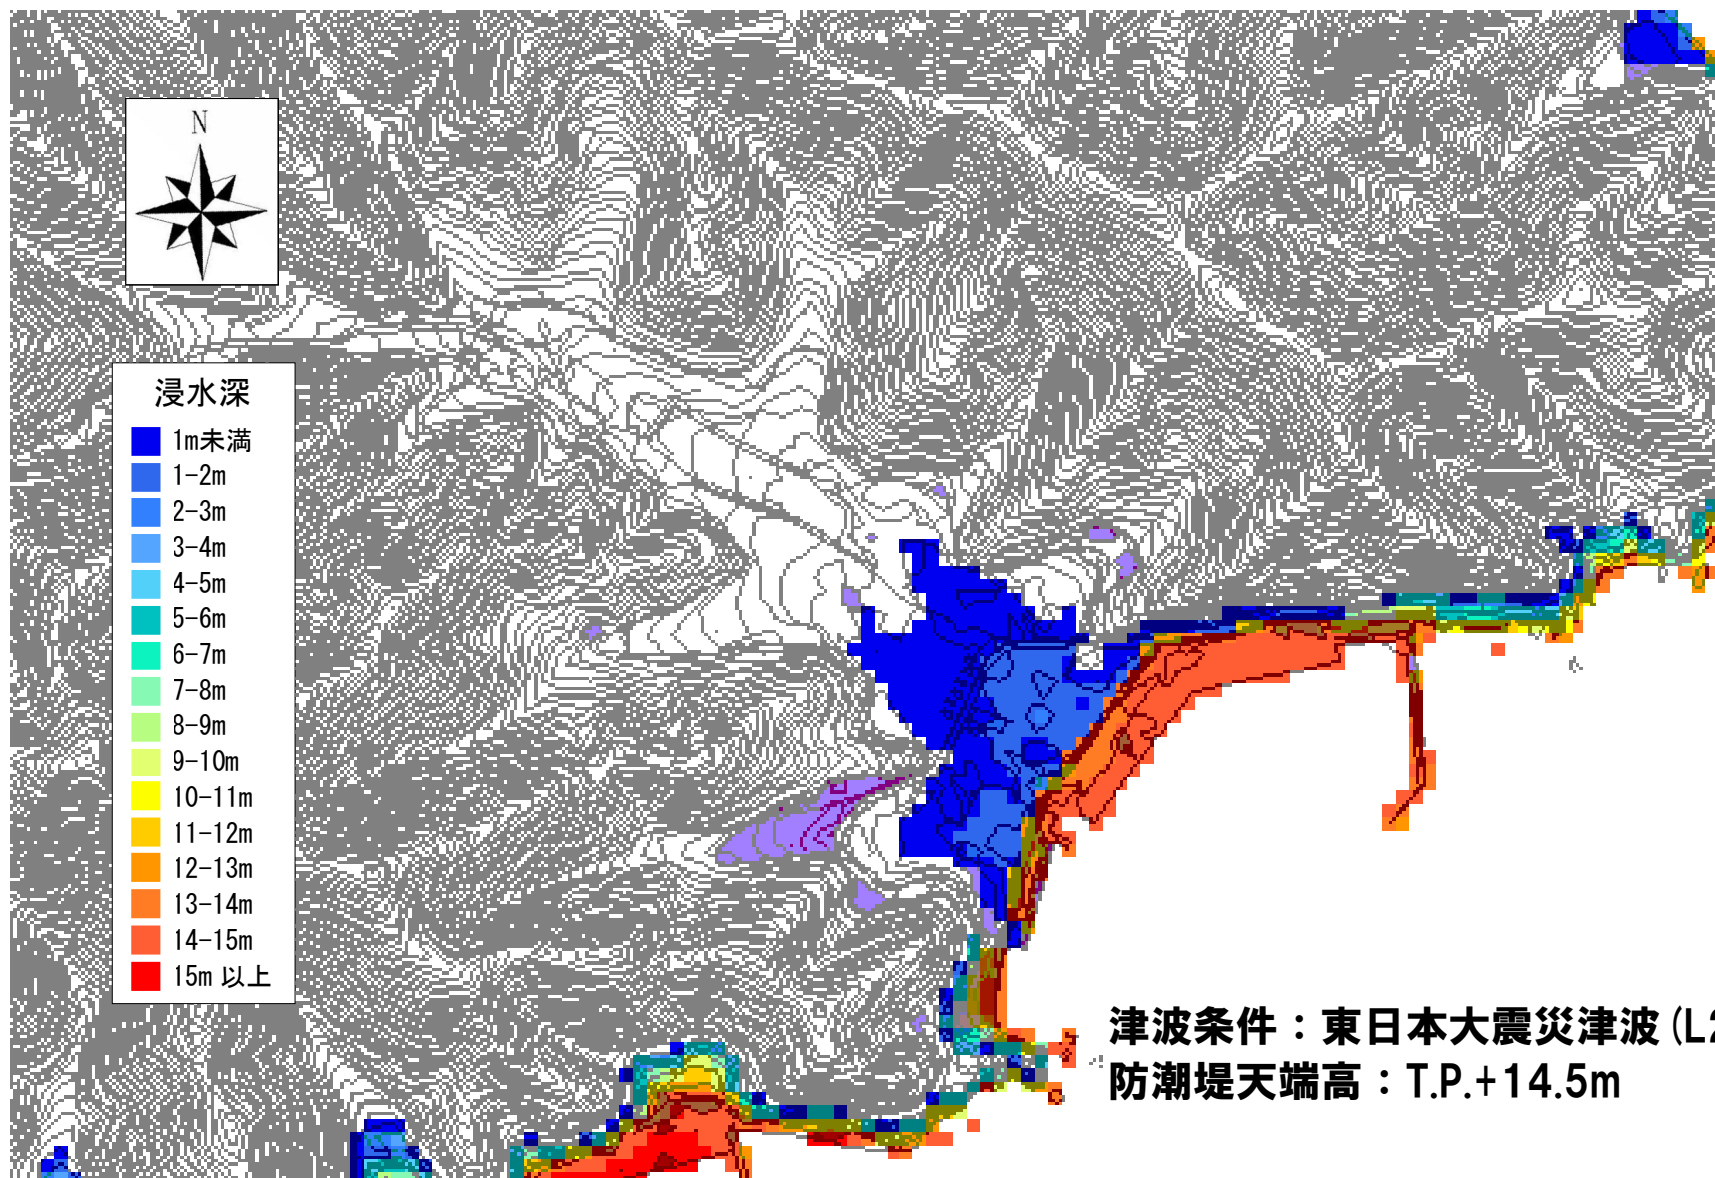 N
浸水深
1m未満
1-2m
2-3m
3-4m
4-5m
5-6m
6-7m
7-8m
8-9m
9-10m
10-11m
11-12m
12-13m
13-14m
14-15m
15m 以上
津波条件：東日本大震災津波(L2
防潮堤天端高：T.P.+14.5m